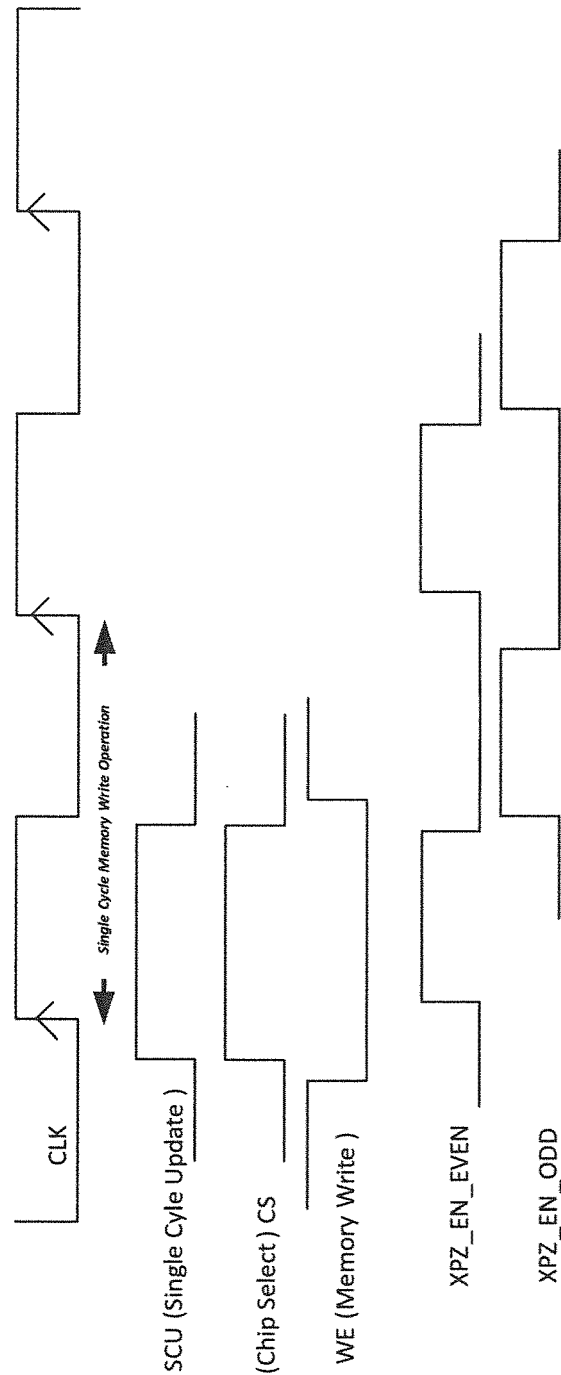 CLK
Single Cycle Memory Write Operation
SCU (Single Cyle Update )
(Chip Select ) CS
WE (Memory Write )
XPZ_EN_EVEN
XPZ_EN_ODD